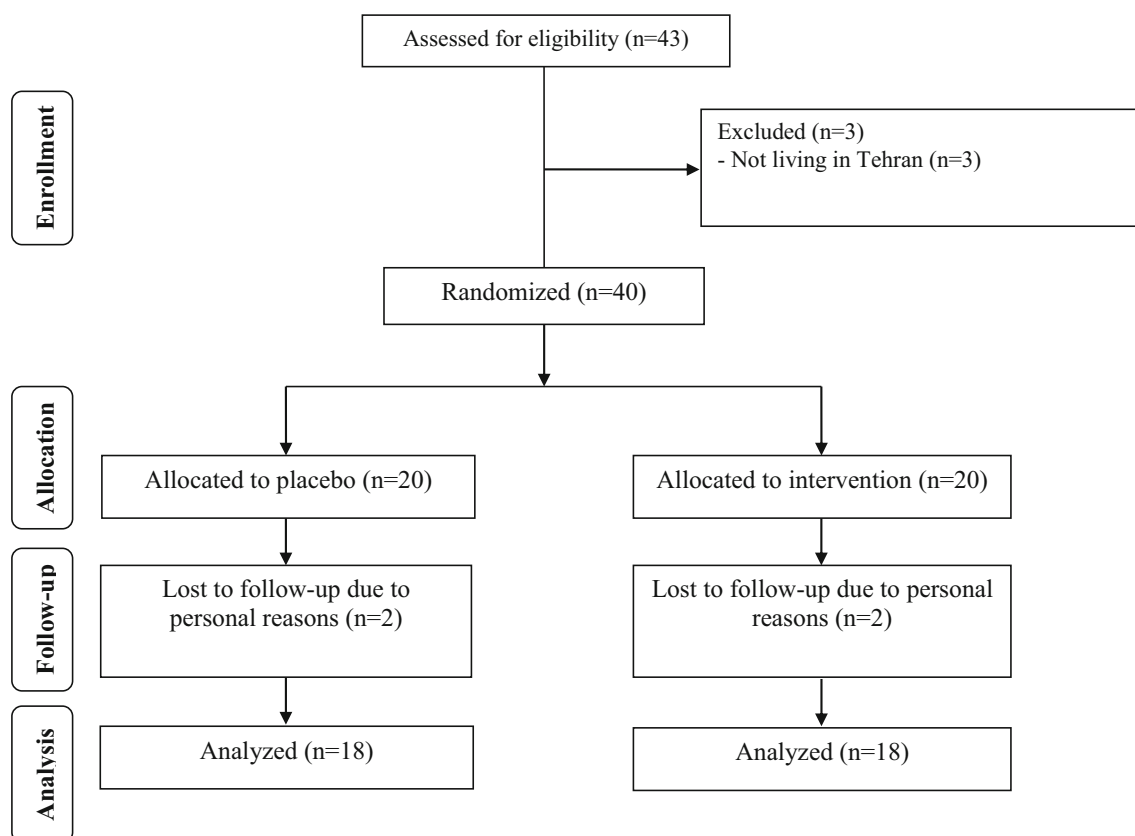 Assessed for eligibility (n=43)
Enrollment
Excluded (n=3)
- Not living in Tehran (n=3)
Randomized (n=40)
Allocation
Allocated to placebo (n=20)
Allocated to intervention (n=20)
Follow-up
Lost to follow-up due to
personal reasons (n=2)
Lost to follow-up due to personal
reasons (n=2)
Analysis
Analyzed (n=18)
Analyzed (n=18)